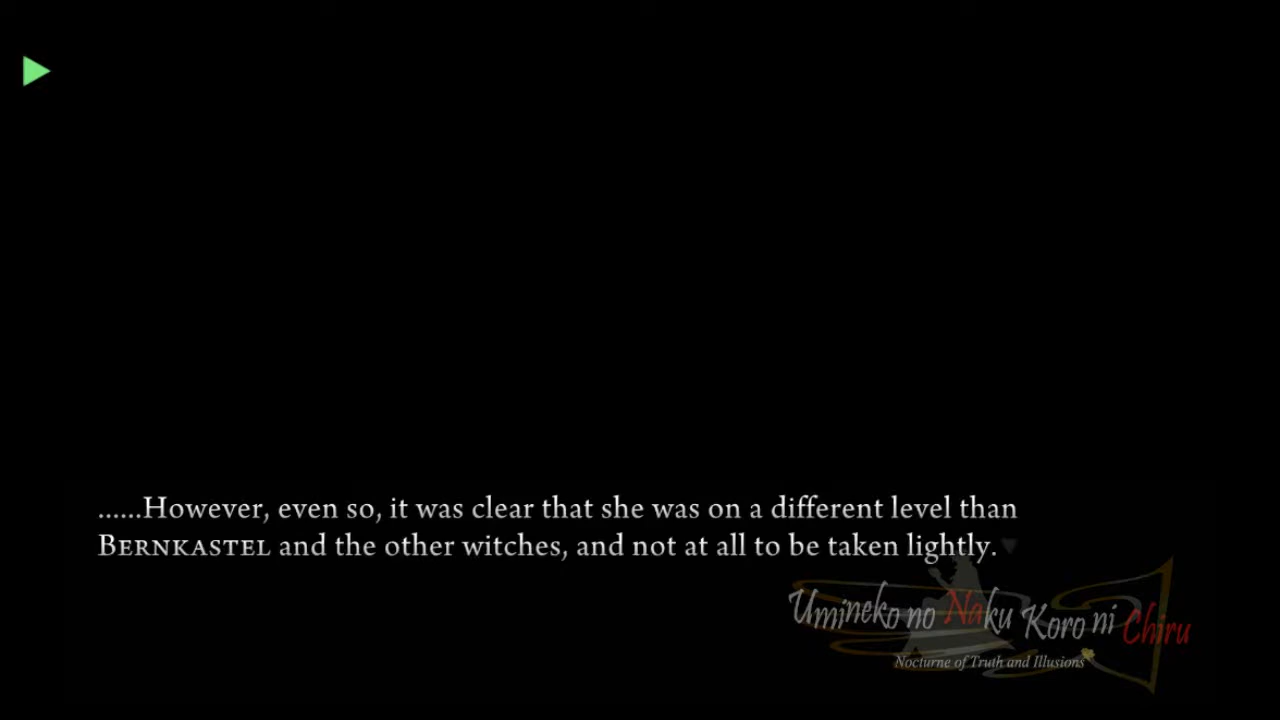 ......However, even so, it was clear that she was on a different level than
BERNKASTEL and the other witches, and not at all to be taken lightly.
Umineko no Naku Koro ni Chiru
Nocturne of Truth and Illusions